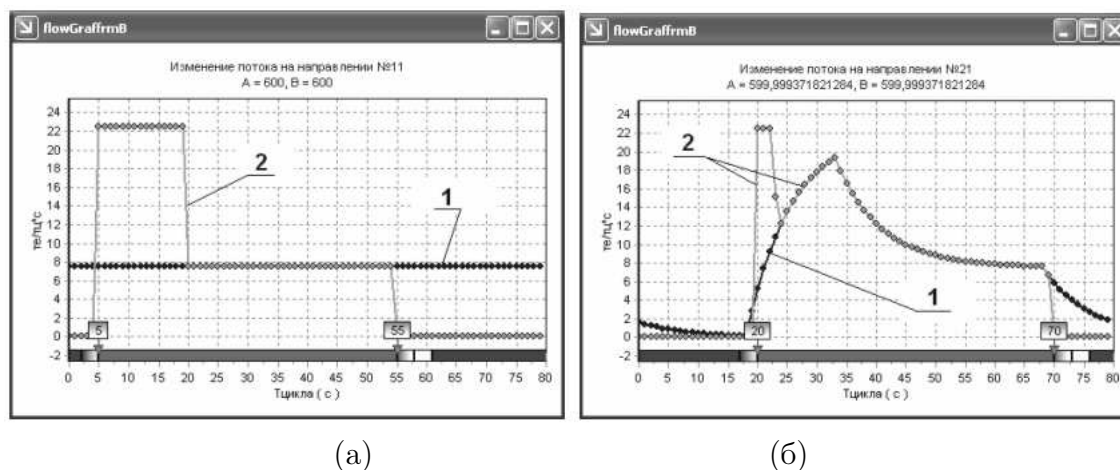 flowGraffrmB
Изменение потока на направлении №11
A = 600, B = 600
те/тц*с
24
22
20
18
16
14
12
10
8
6
4
2
0
-2
2
1
5
55
0 5 10 15 20 25 30 35 40 45 50 55 60 65 70 75 80
Тцикла ( с )
(а)
flowGraffrmB
Изменение потока на направлении №21
A = 599,999371821284, B = 599,999371821284
те/тц*с
24
22
20
18
16
14
12
10
8
6
4
2
0
-2
2
1
20
70
0 5 10 15 20 25 30 35 40 45 50 55 60 65 70 75 80
Тцикла ( с )
(б)